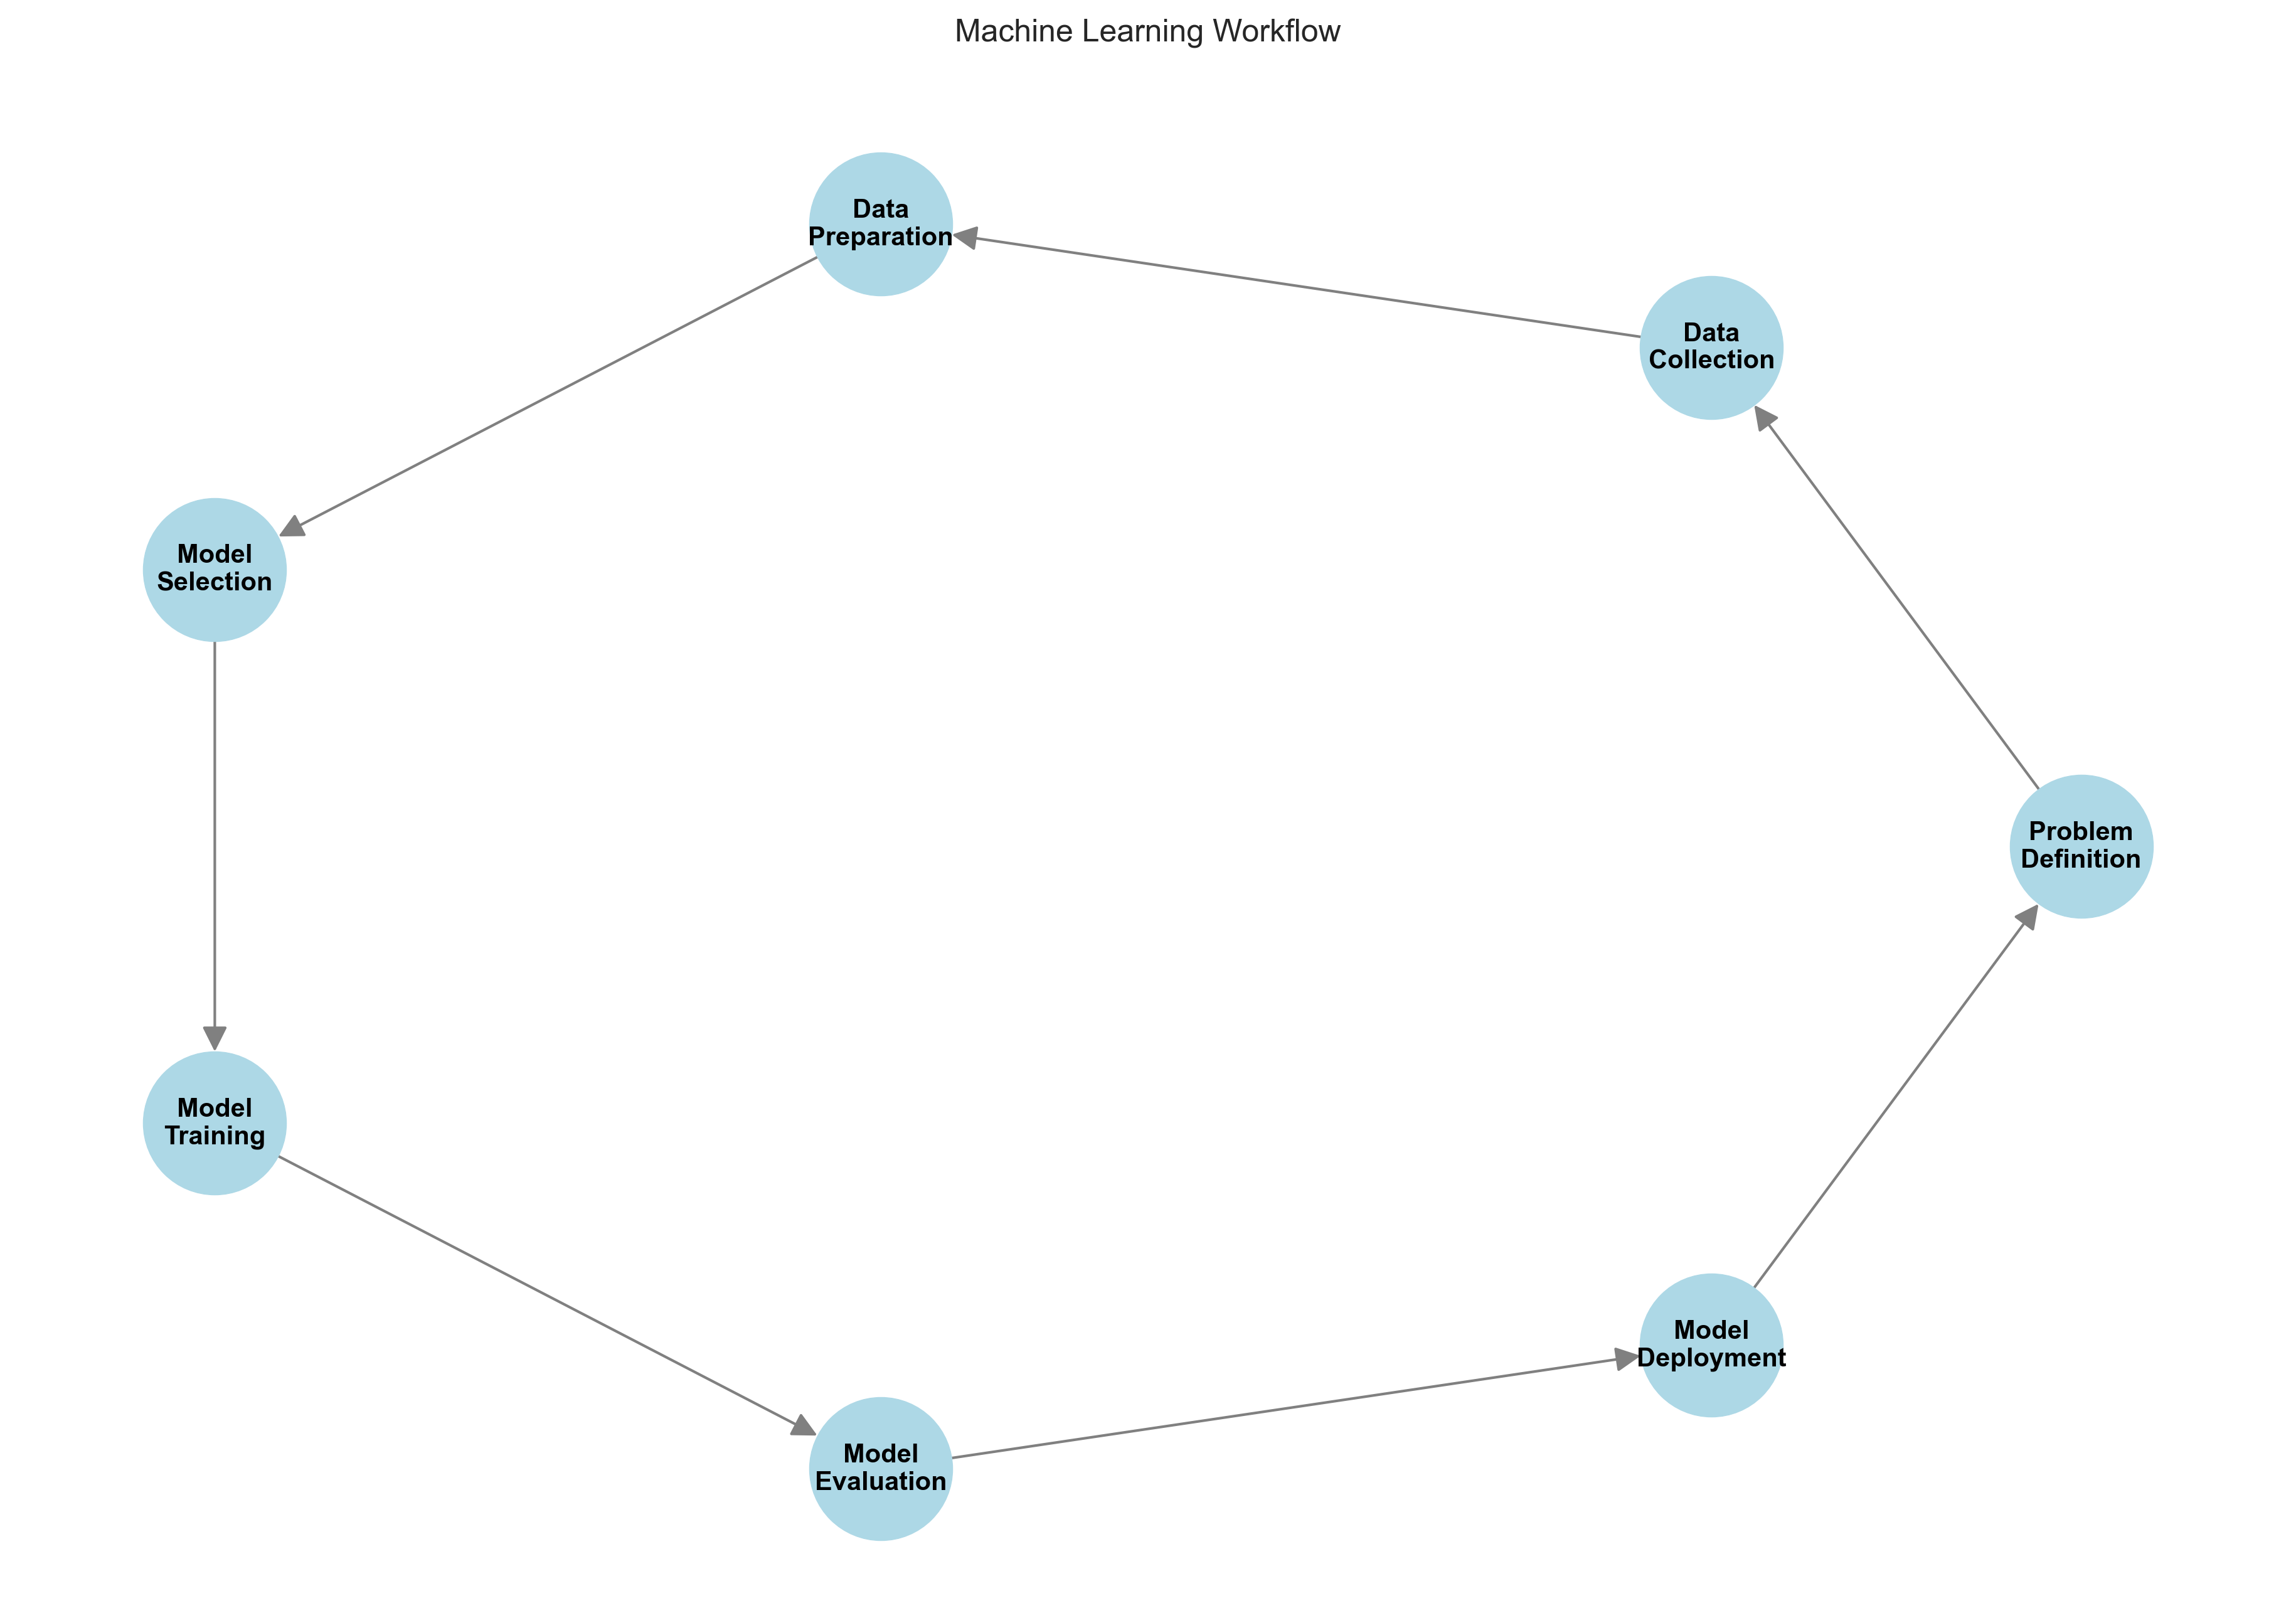 Machine Learning Workflow
Data
Preparation
Data
Collection
Model
Selection
Problem
Definition
Model
Training
Model
Deployment
Model
Evaluation